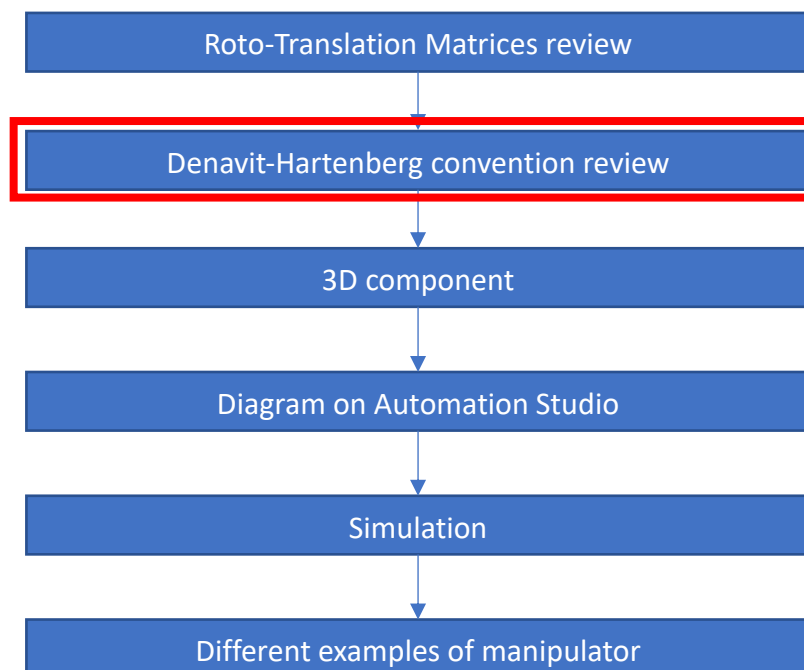 Roto-Translation Matrices review
Denavit-Hartenberg convention review
3D component
Diagram on Automation Studio
Simulation
Different examples of manipulator